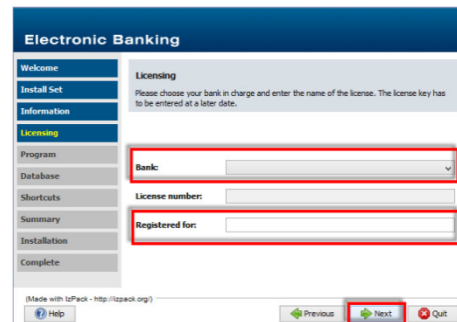 Electronic Banking
Welcome
Install Set
Information
Licensing
Program
Database
Shortcuts
Summary
Installation
Complete
Licensing
Please choose your bank in charge and enter the name of the license. The license key has
to be entered at a later date.
Bank:
License number:
Registered for:
(Made with IzPack - http://izpack.org/)
Help
Previous
Next
Quit